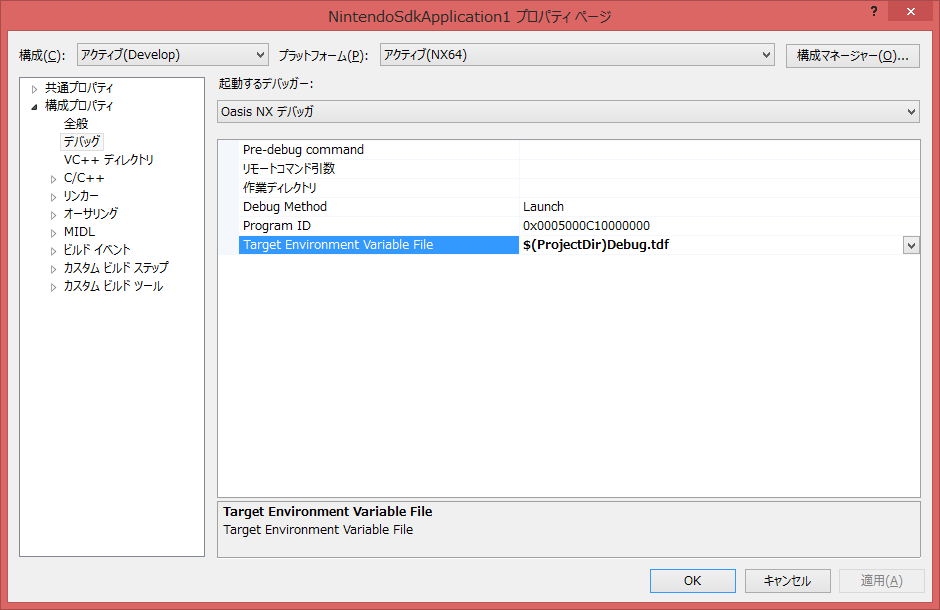 NintendoSdkApplication1 プロパティ ページ
?
構成(C): アクティブ(Develop) プラットフォーム(P): アクティブ(NX64) 構成マネージャー(O)...
共通プロパティ
構成プロパティ
全般
デバッグ
VC++ ディレクトリ
C/C++
リンカー
オーサリング
MIDL
ビルド イベント
カスタム ビルド ステップ
カスタム ビルド ツール
起動するデバッガー:
Oasis NX デバッガ
Pre-debug command
リモートコマンド引数
作業ディレクトリ
Debug Method Launch
Program ID 0x0005000C10000000
Target Environment Variable File $(ProjectDir)Debug.tdf
Target Environment Variable File
Target Environment Variable File
OK キャンセル 適用(A)